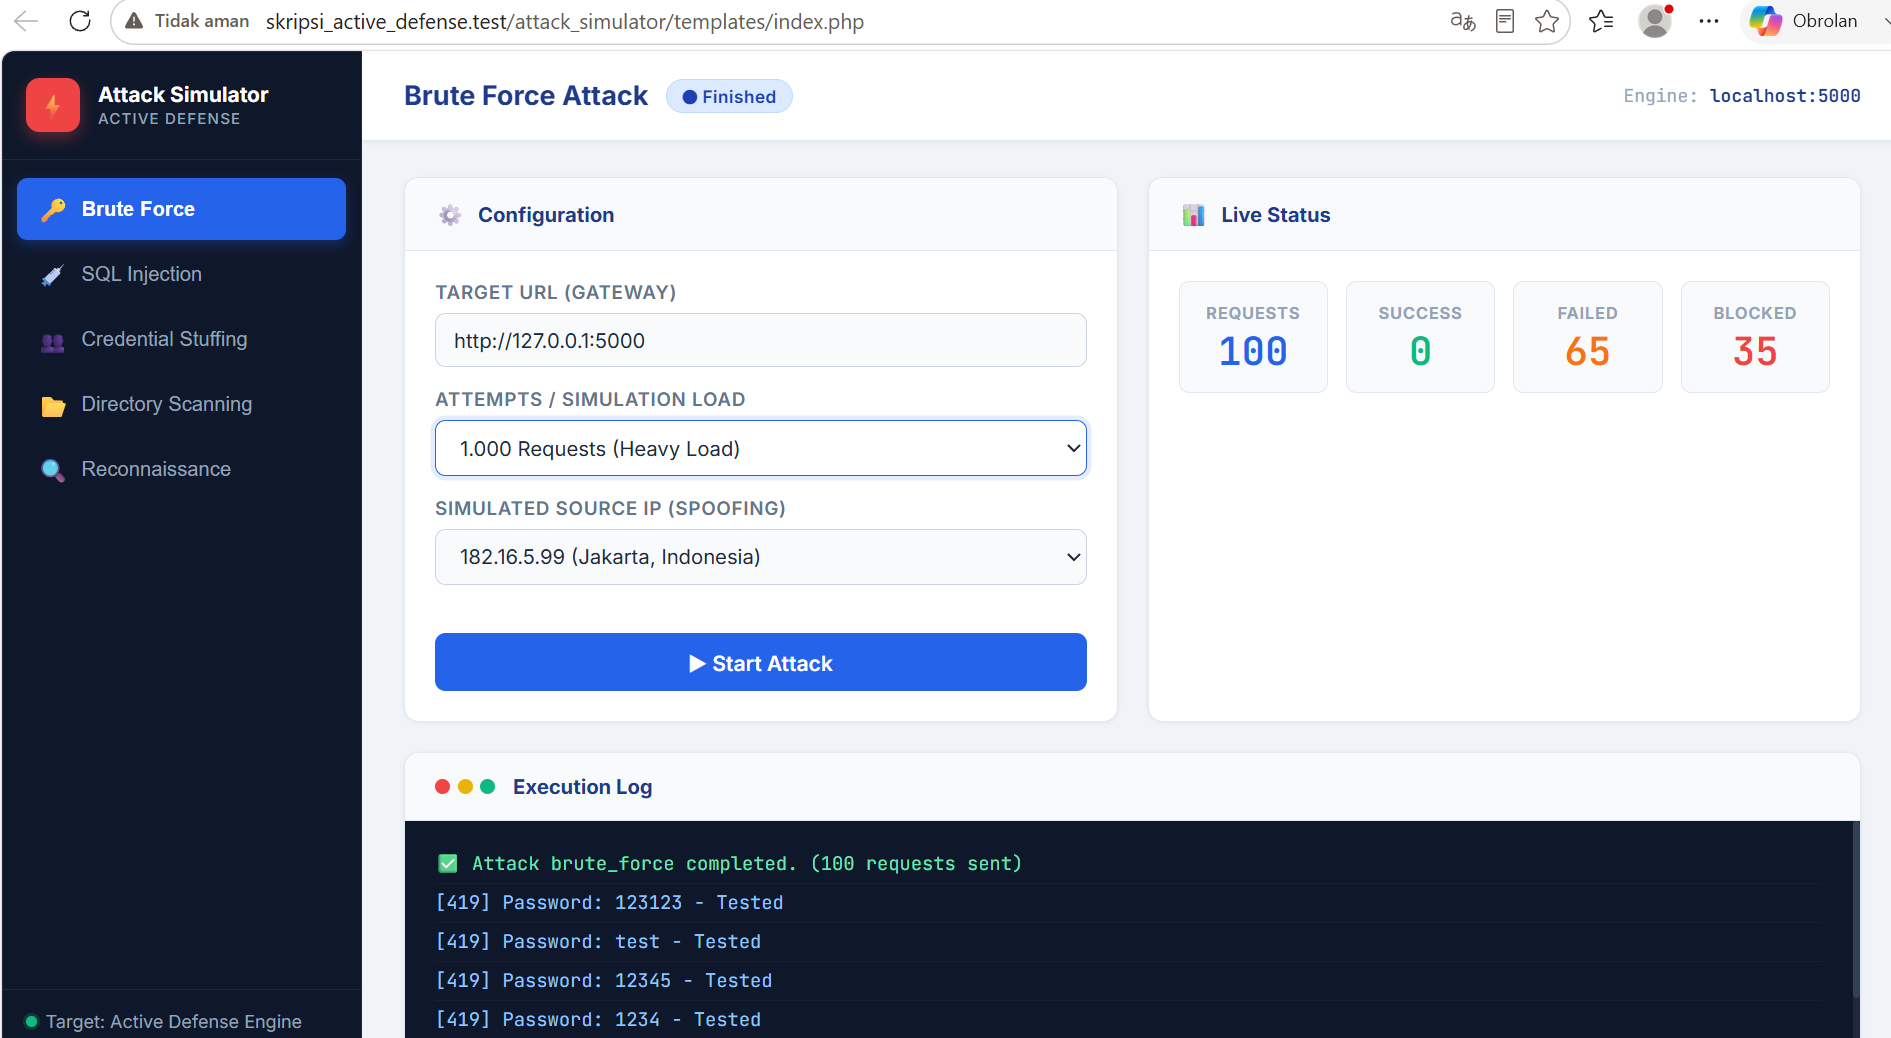 Tidak aman
skripsi_active_defense.test/attack_simulator/templates/index.php
Obrolan
Attack Simulator
ACTIVE DEFENSE
Brute Force
SQL Injection
Credential Stuffing
Directory Scanning
Reconnaissance
Target: Active Defense Engine
Brute Force Attack
Finished
Engine: localhost:5000
Configuration
TARGET URL (GATEWAY)
http://127.0.0.1:5000
ATTEMPTS / SIMULATION LOAD
1.000 Requests (Heavy Load)
SIMULATED SOURCE IP (SPOOFING)
182.16.5.99 (Jakarta, Indonesia)
▶ Start Attack
Live Status
REQUESTS
100
SUCCESS
0
FAILED
65
BLOCKED
35
Execution Log
✅ Attack brute_force completed. (100 requests sent)
[419] Password: 123123 - Tested
[419] Password: test - Tested
[419] Password: 12345 - Tested
[419] Password: 1234 - Tested